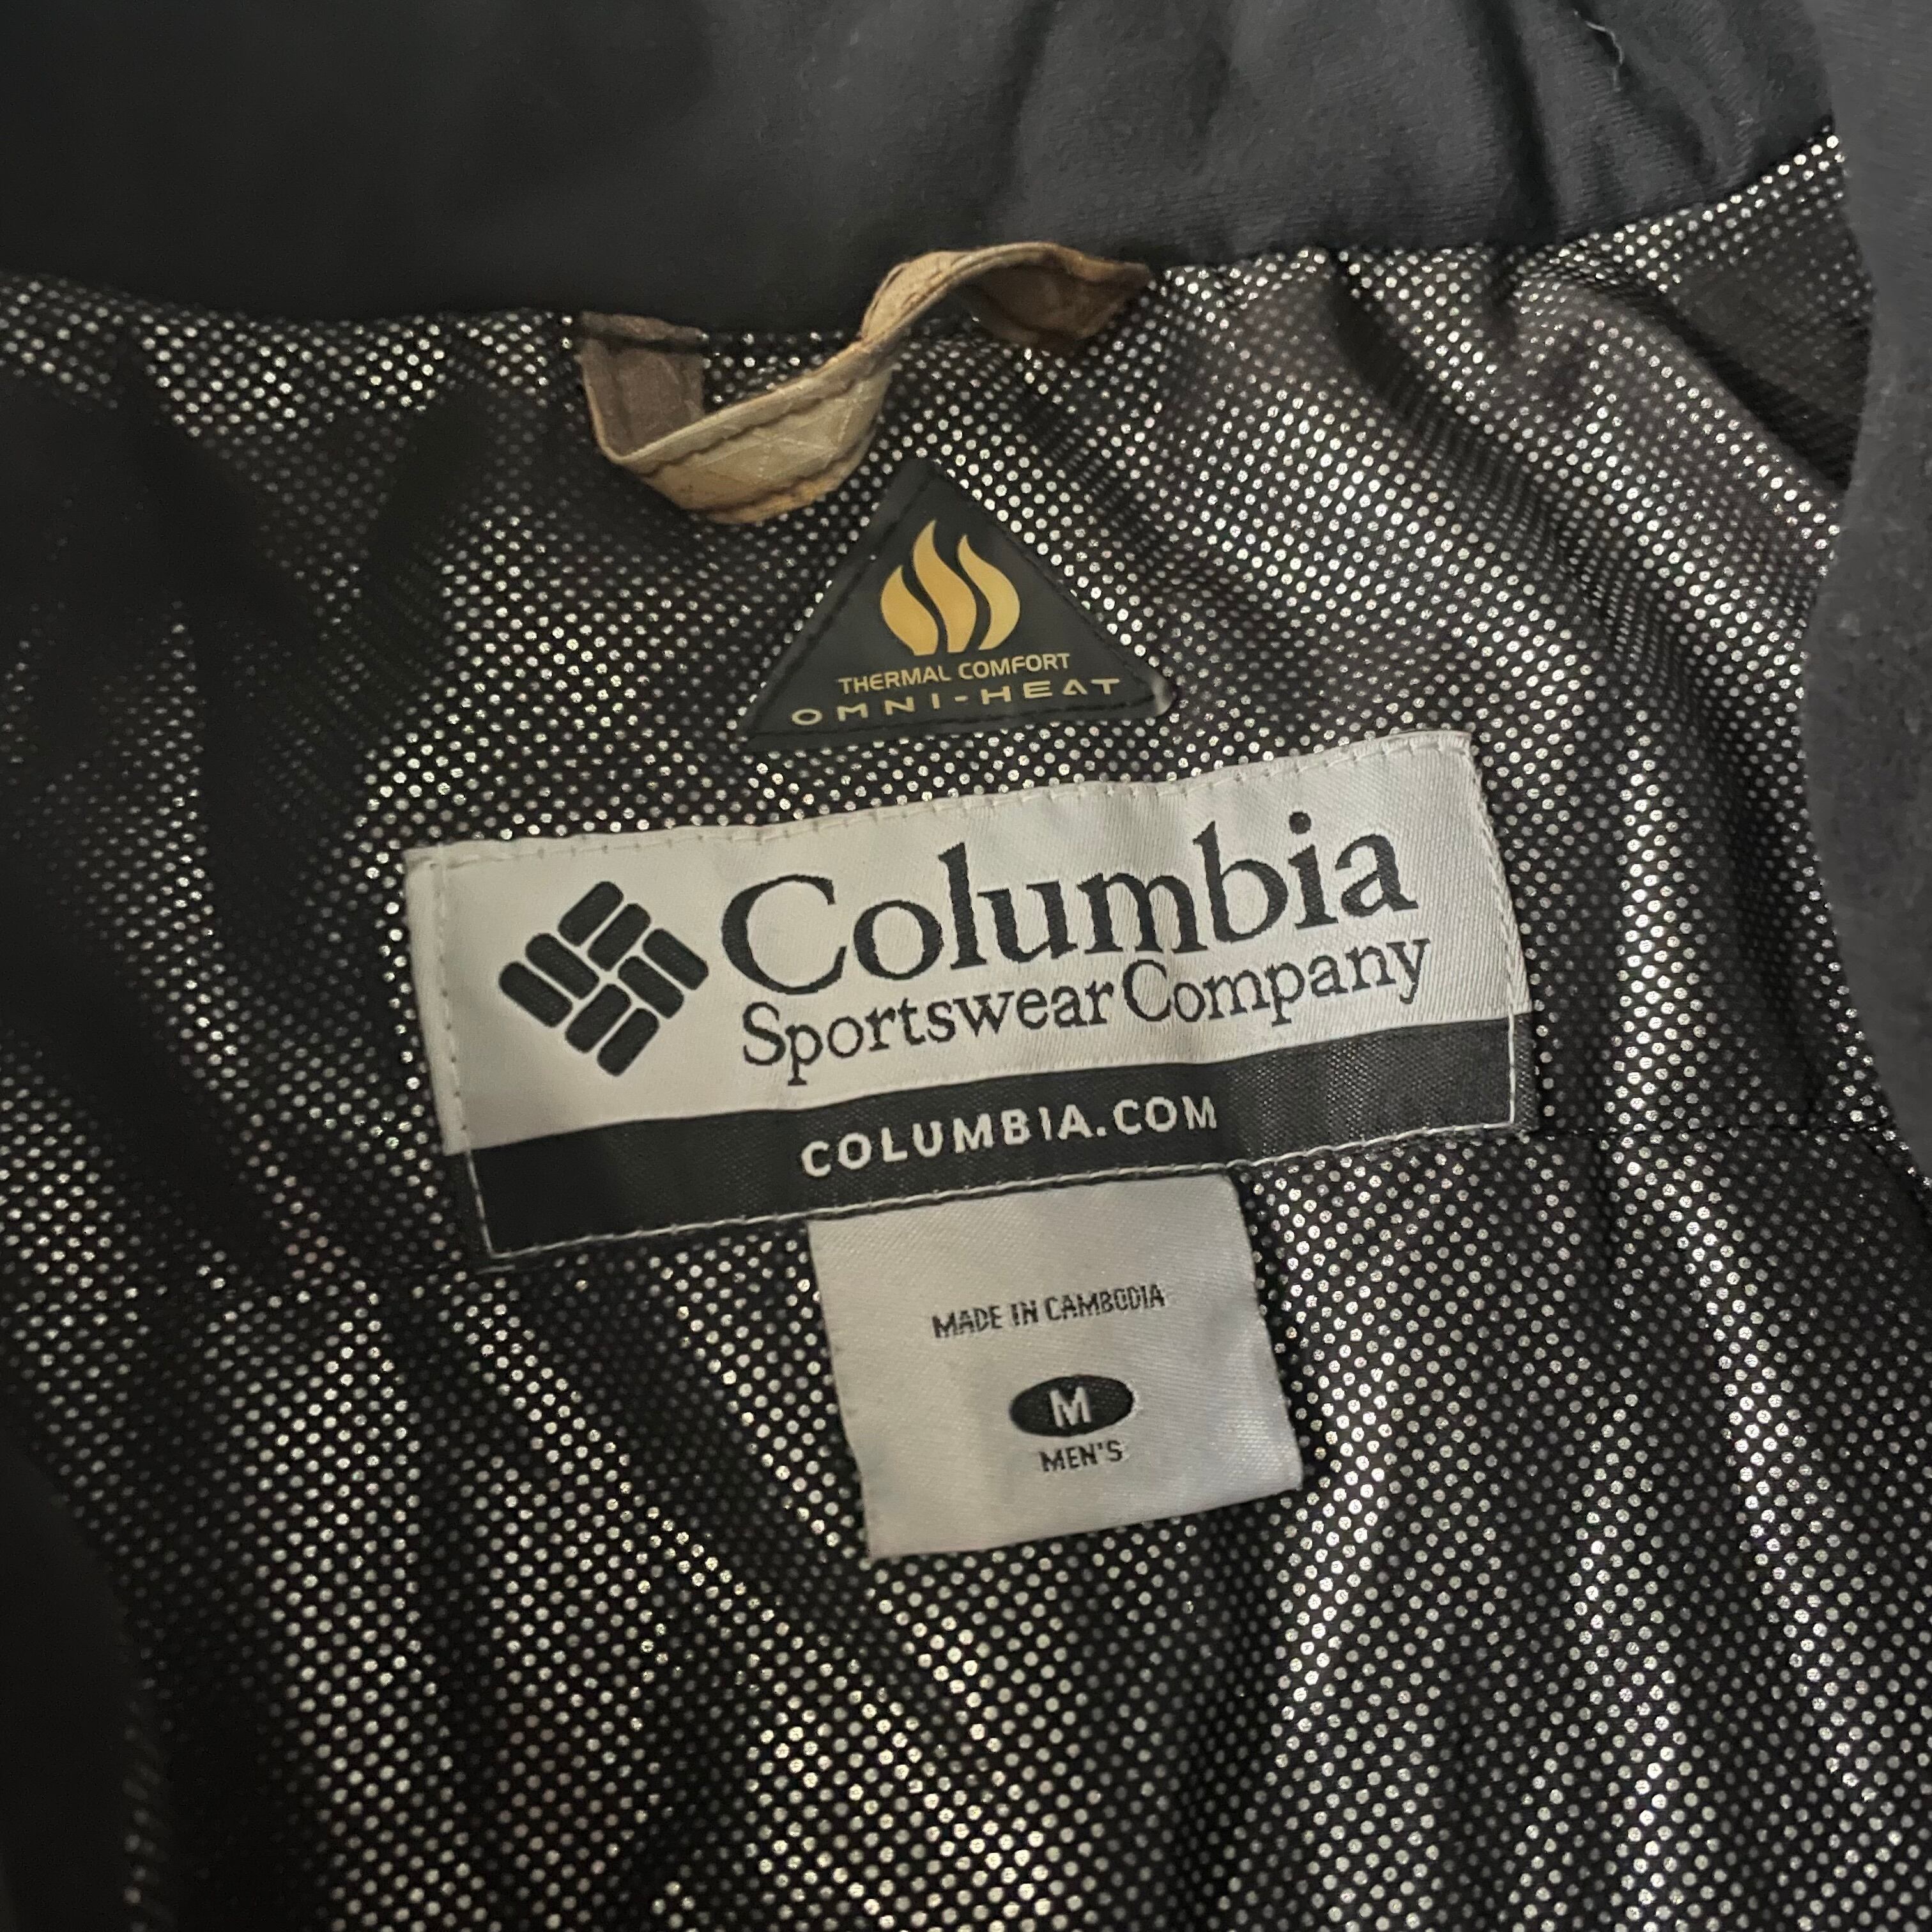 THERMAL COMFORT
OMNI-HEAT
Columbia
Sportswear Company
COLUMBIA.COM
MADE IN CAMBODIA
M
MEN'S